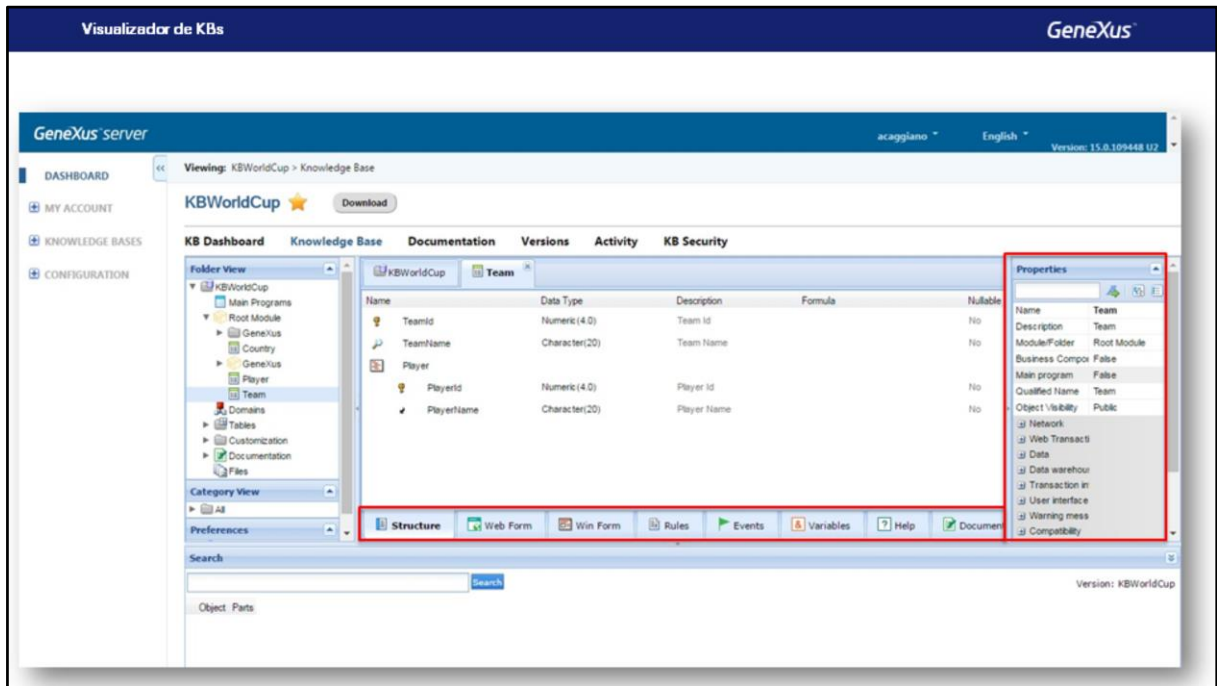 Visualizador de KBs
GeneXus™
GeneXus™ server
acaggiano
English
Version: 15.0.109448 U2
DASHBOARD
MY ACCOUNT
KNOWLEDGE BASES
CONFIGURATION
Viewing: KBWorldCup > Knowledge Base
KBWorldCup
Download
KB Dashboard Knowledge Base Documentation Versions Activity KB Security
Folder View
KBWorldCup
Main Programs
Root Module
GeneXus
Country
GeneXus
Player
Team
Domains
Tables
Customization
Documentation
Files
Category View
All
Preferences
KBWorldCup Team
Name Data Type Description Formula Nullable
TeamId Numeric(4.0) Team Id No
TeamName Character(20) Team Name No
Player
PlayerId Numeric(4.0) Player Id No
PlayerName Character(20) Player Name No
Structure Web Form Win Form Rules Events Variables Help Documen
Properties
Name Team
Description Team
Module/Folder Root Module
Business Compor False
Main program False
Qualified Name Team
Object Visibility Public
Network
Web Transacti
Data
Data warehou
Transaction in
User interface
Warning mess
Compatibility
Search
Search
Version: KBWorldCup
Object Parts